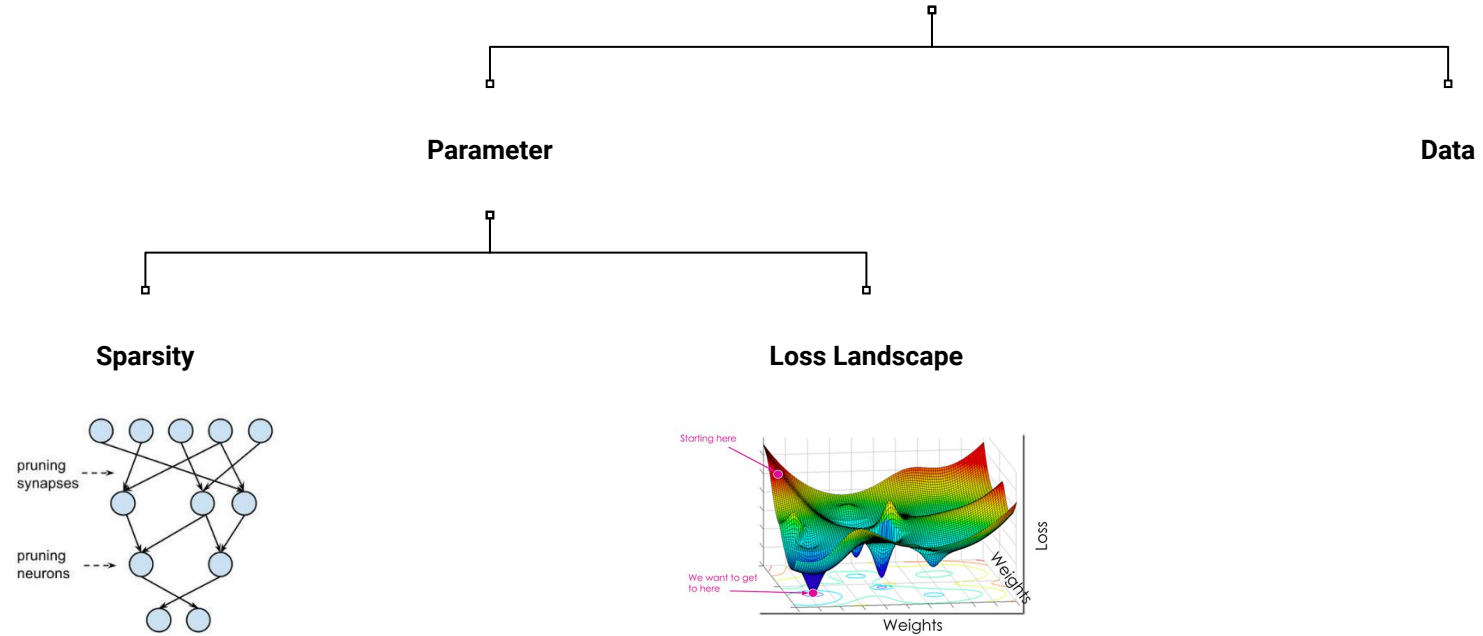 Parameter
Data
Sparsity
Loss Landscape
pruning
synapses
pruning
neurons
Starting here
We want to get
to here
Loss
Weights
Weights